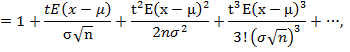 = 1 + tE(x − μ)/σ√n + t²E(x − μ)²/2nσ² + t³E(x − μ)³/3!(σ√n)³ + ⋯,